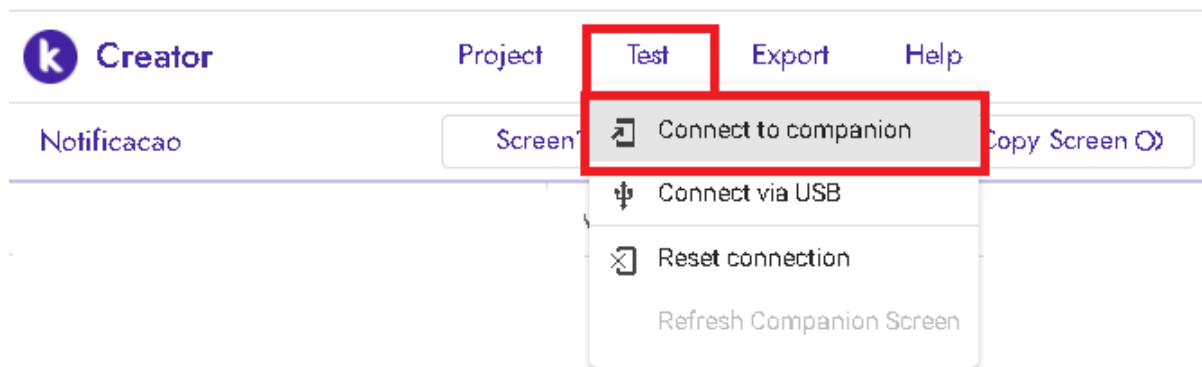 k Creator Project Test Export Help
Notificacao Screen Copy Screen
Connect to companion
Connect via USB
Reset connection
Refresh Companion Screen